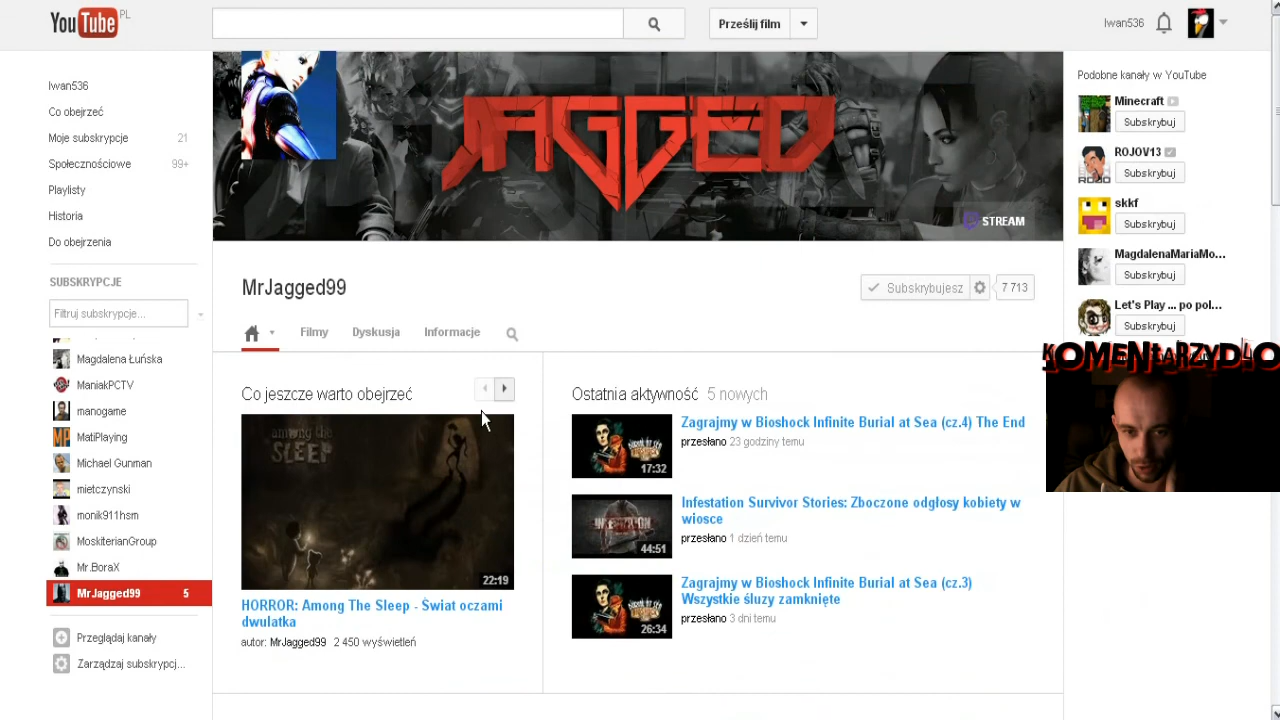 YouTube PL
Prześlij film
Iwan536
Iwan536
Co obejrzeć
Moje subskrypcje 21
Społecznościowe 99+
Playlisty
Historia
Do obejrzenia
SUBSKRYPCJE
Filtruj subskrypcje...
Magdalena Łuńska
ManiakPCTV
manogame
MatiPlaying
Michael Gunman
mietczynski
monik911hsm
MoskiterianGroup
Mr.BoraX
MrJagged99 5
Przeglądaj kanały
Zarządzaj subskrypcj...
JAGGED
STREAM
MrJagged99
Subskrybujesz
7 713
Filmy
Dyskusja
Informacje
Co jeszcze warto obejrzeć
among the
SLEEP
22:19
HORROR: Among The Sleep - Świat oczami
dwulatka
autor: MrJagged99 2 450 wyświetleń
Ostatnia aktywność 5 nowych
17:32
Zagrajmy w Bioshock Infinite Burial at Sea (cz.4) The End
przesłano 23 godziny temu
44:51
Infestation Survivor Stories: Zboczone odgłosy kobiety w
wiosce
przesłano 1 dzień temu
26:34
Zagrajmy w Bioshock Infinite Burial at Sea (cz.3)
Wszystkie śluzy zamknięte
przesłano 3 dni temu
Podobne kanały w YouTube
Minecraft
Subskrybuj
ROJOV13
Subskrybuj
skkf
Subskrybuj
MagdalenaMariaMo...
Subskrybuj
Let's Play ... po pol...
Subskrybuj
KOMENTARZYDŁO